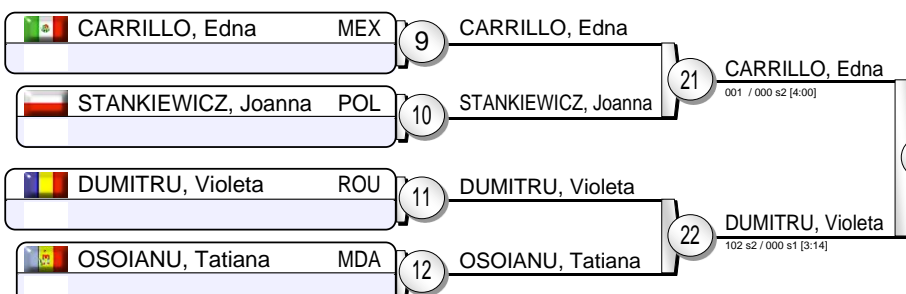 CARRILLO, Edna MEX
9
CARRILLO, Edna
STANKIEWICZ, Joanna POL
10
STANKIEWICZ, Joanna
21
CARRILLO, Edna
001 / 000 s2 [4:00]
DUMITRU, Violeta ROU
11
DUMITRU, Violeta
OSOIANU, Tatiana MDA
12
OSOIANU, Tatiana
22
DUMITRU, Violeta
102 s2 / 000 s1 [3:14]